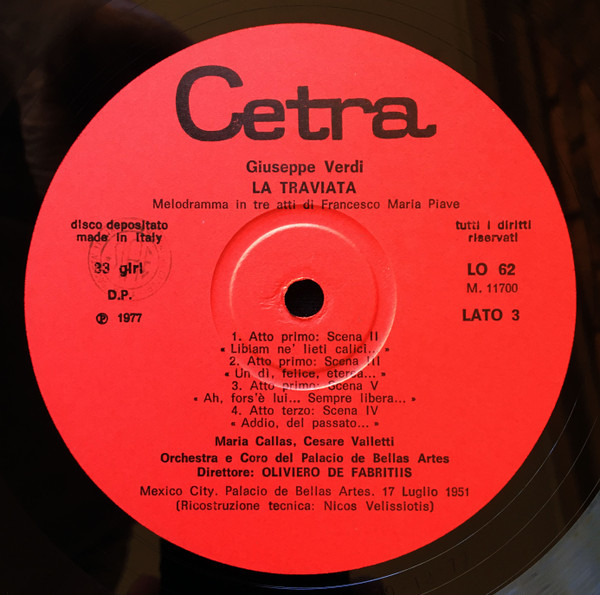 Cetra
Giuseppe Verdi
LA TRAVIATA
Melodramma in tre atti di Francesco Maria Piave
disco depositato
made in Italy
33 giri
D.P.
℗ 1977
tutti i diritti
riservati
LO 62
M. 11700
LATO 3
1. Atto primo: Scena II
« Libiam ne' lieti calici... »
2. Atto primo: Scena III
« Un dì, felice, eterea... »
3. Atto primo: Scena V
« Ah, fors'è lui... Sempre libera... »
4. Atto terzo: Scena IV
« Addio, del passato... »
Maria Callas, Cesare Valletti
Orchestra e Coro del Palacio de Bellas Artes
Direttore: OLIVIERO DE FABRITIIS
Mexico City. Palacio de Bellas Artes. 17 Luglio 1951
(Ricostruzione tecnica: Nicos Velissiotis)